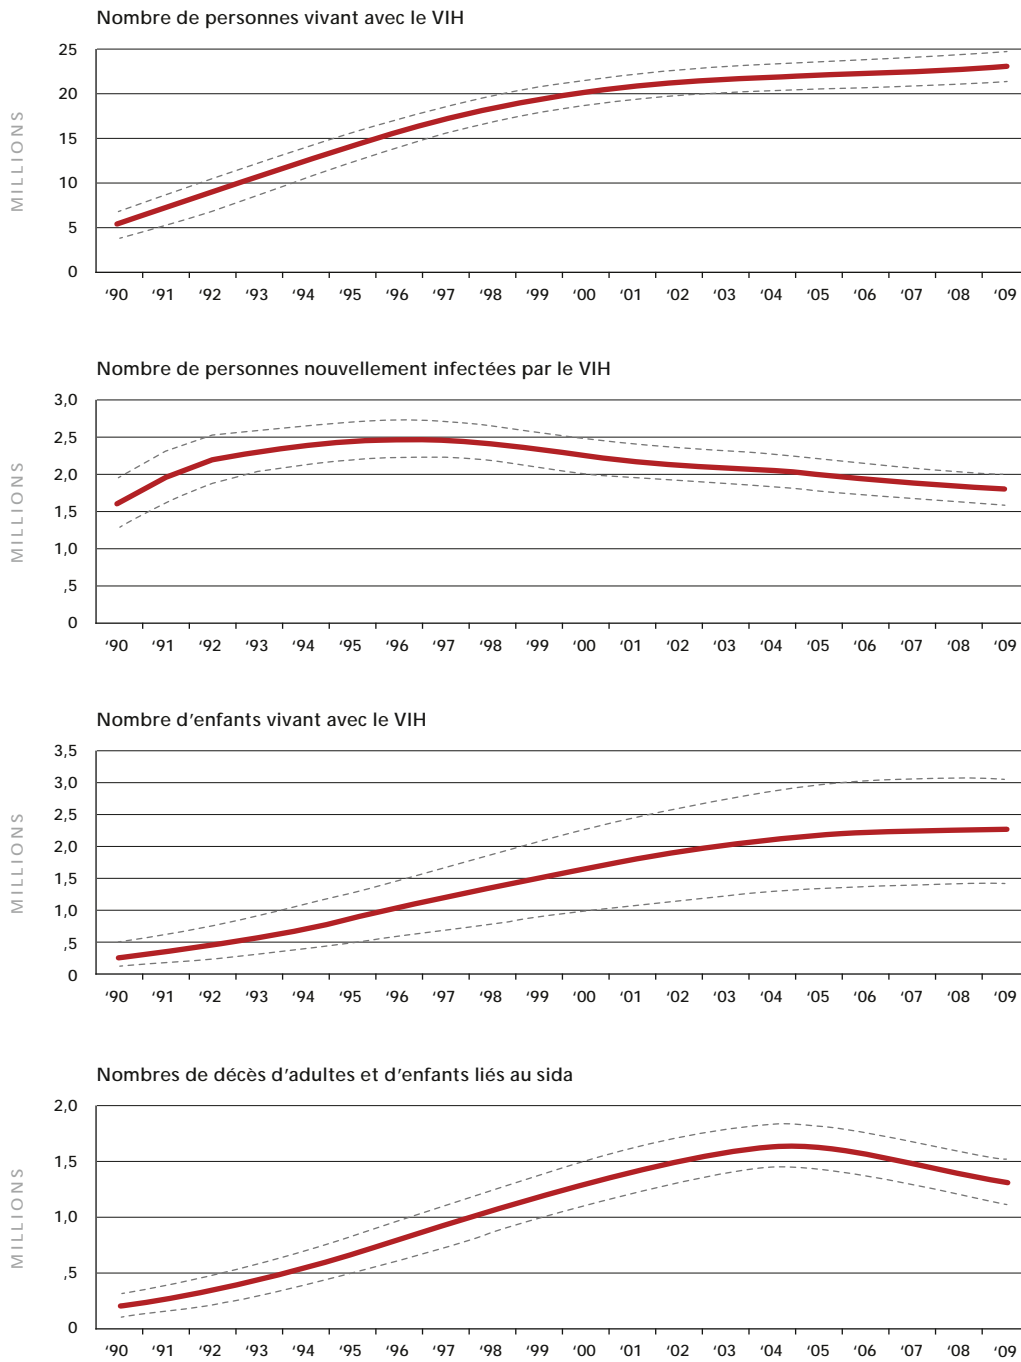 Nombre de personnes vivant avec le VIH
MILLIONS
25
20
15
10
5
0
‘90 ‘91 ‘92 ‘93 ‘94 ‘95 ‘96 ‘97 ‘98 ‘99 ‘00 ‘01 ‘02 ‘03 ‘04 ‘05 ‘06 ‘07 ‘08 ‘09
Nombre de personnes nouvellement infectées par le VIH
MILLIONS
3,0
2,5
2,0
1,5
1,0
,5
0
‘90 ‘91 ‘92 ‘93 ‘94 ‘95 ‘96 ‘97 ‘98 ‘99 ‘00 ‘01 ‘02 ‘03 ‘04 ‘05 ‘06 ‘07 ‘08 ‘09
Nombre d’enfants vivant avec le VIH
MILLIONS
3,5
3,0
2,5
2,0
1,5
1,0
,5
0
‘90 ‘91 ‘92 ‘93 ‘94 ‘95 ‘96 ‘97 ‘98 ‘99 ‘00 ‘01 ‘02 ‘03 ‘04 ‘05 ‘06 ‘07 ‘08 ‘09
Nombres de décès d’adultes et d’enfants liés au sida
MILLIONS
2,0
1,5
1,0
,5
0
‘90 ‘91 ‘92 ‘93 ‘94 ‘95 ‘96 ‘97 ‘98 ‘99 ‘00 ‘01 ‘02 ‘03 ‘04 ‘05 ‘06 ‘07 ‘08 ‘09